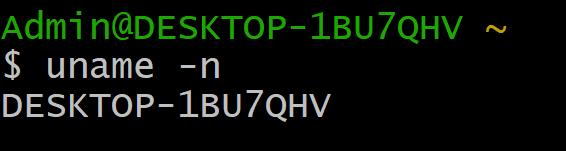 Admin@DESKTOP-1BU7QHV ~
$ uname -n
DESKTOP-1BU7QHV